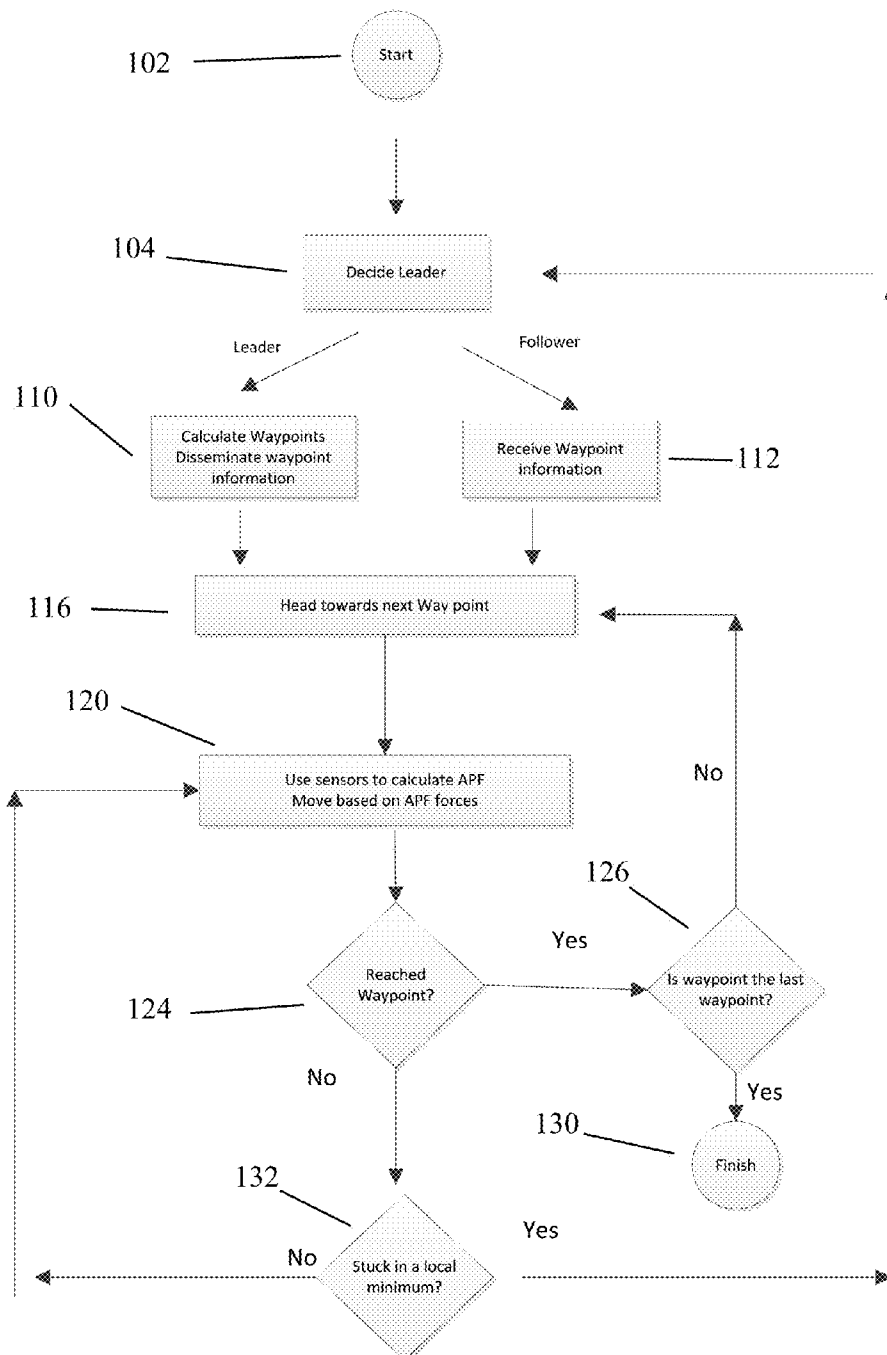 102
Start
104
Decide Leader
Leader
Follower
110
Calculate Waypoints
Disseminate waypoint
information
Receive Waypoint
information
112
116
Head towards next Way point
120
Use sensors to calculate APF
Move based on APF forces
No
126
Yes
Reached
Waypoint?
Is waypoint the last
waypoint?
124
No
Yes
130
Finish
132
Yes
No
Stuck in a local
minimum?